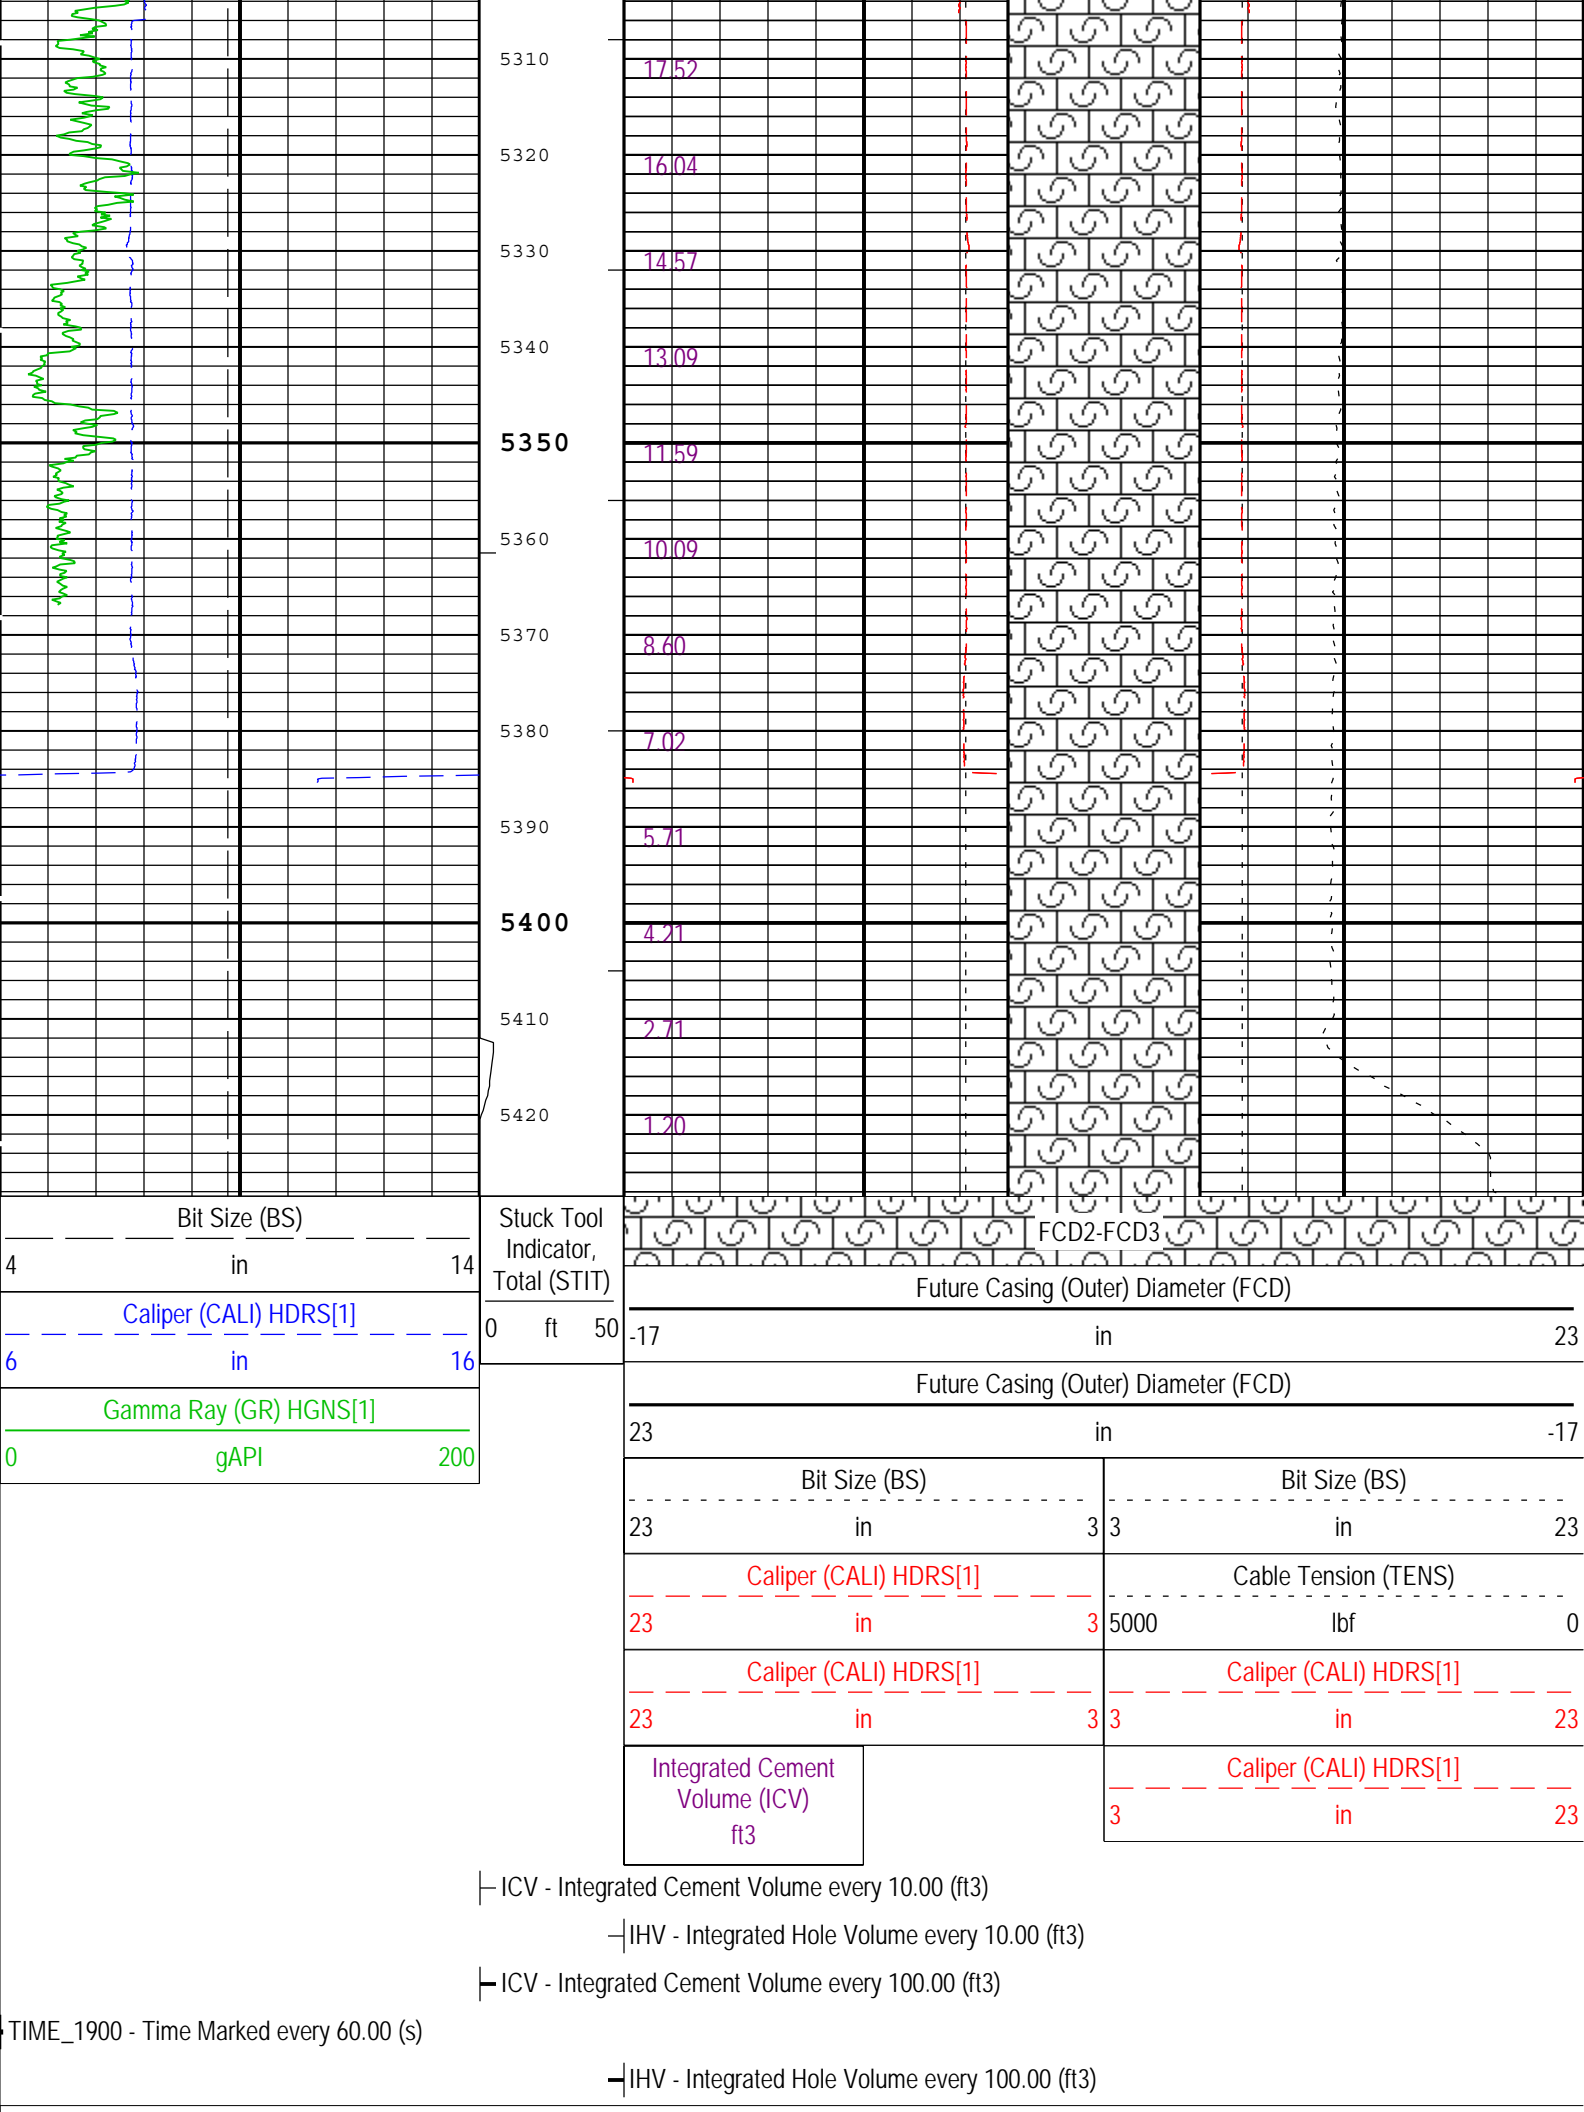 5310
17.52
5320
16.04
5330
14.57
5340
13.09
5350
11.59
5360
10.09
5370
8.60
5380
7.02
5390
5.71
5400
4.21
5410
2.71
5420
1.20
Bit Size (BS)
4 in 14
Caliper (CALI) HDRS[1]
6 in 16
Gamma Ray (GR) HGNS[1]
0 gAPI 200
Stuck Tool
Indicator,
Total (STIT)
0 ft 50
FCD2-FCD3
Future Casing (Outer) Diameter (FCD)
-17 in 23
Future Casing (Outer) Diameter (FCD)
23 in -17
Bit Size (BS)
23 in 3
Bit Size (BS)
3 in 23
Caliper (CALI) HDRS[1]
23 in 3
Cable Tension (TENS)
5000 lbf 0
Caliper (CALI) HDRS[1]
23 in 3
Caliper (CALI) HDRS[1]
3 in 23
Integrated Cement
Volume (ICV)
ft3
Caliper (CALI) HDRS[1]
3 in 23
ICV - Integrated Cement Volume every 10.00 (ft3)
IHV - Integrated Hole Volume every 10.00 (ft3)
ICV - Integrated Cement Volume every 100.00 (ft3)
TIME_1900 - Time Marked every 60.00 (s)
IHV - Integrated Hole Volume every 100.00 (ft3)